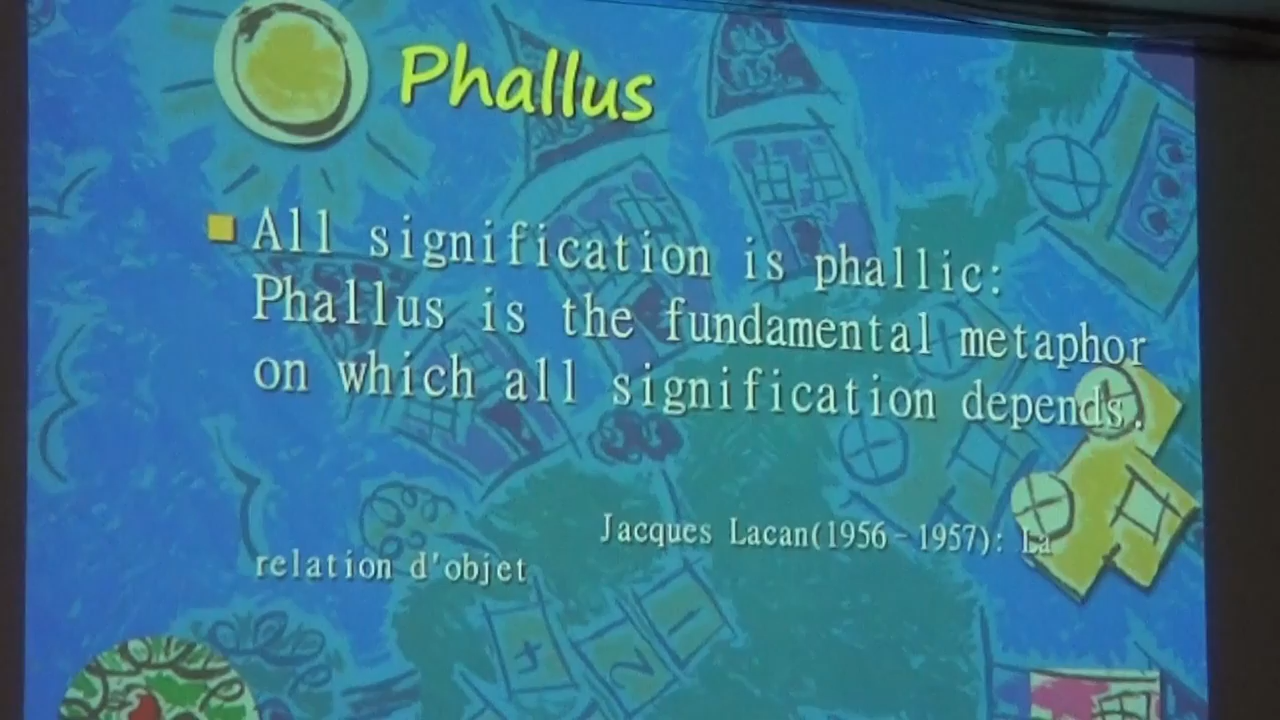 Phallus
All signification is phallic:
Phallus is the fundamental metaphor
on which all signification depends.
Jacques Lacan(1956-1957): La
relation d'objet